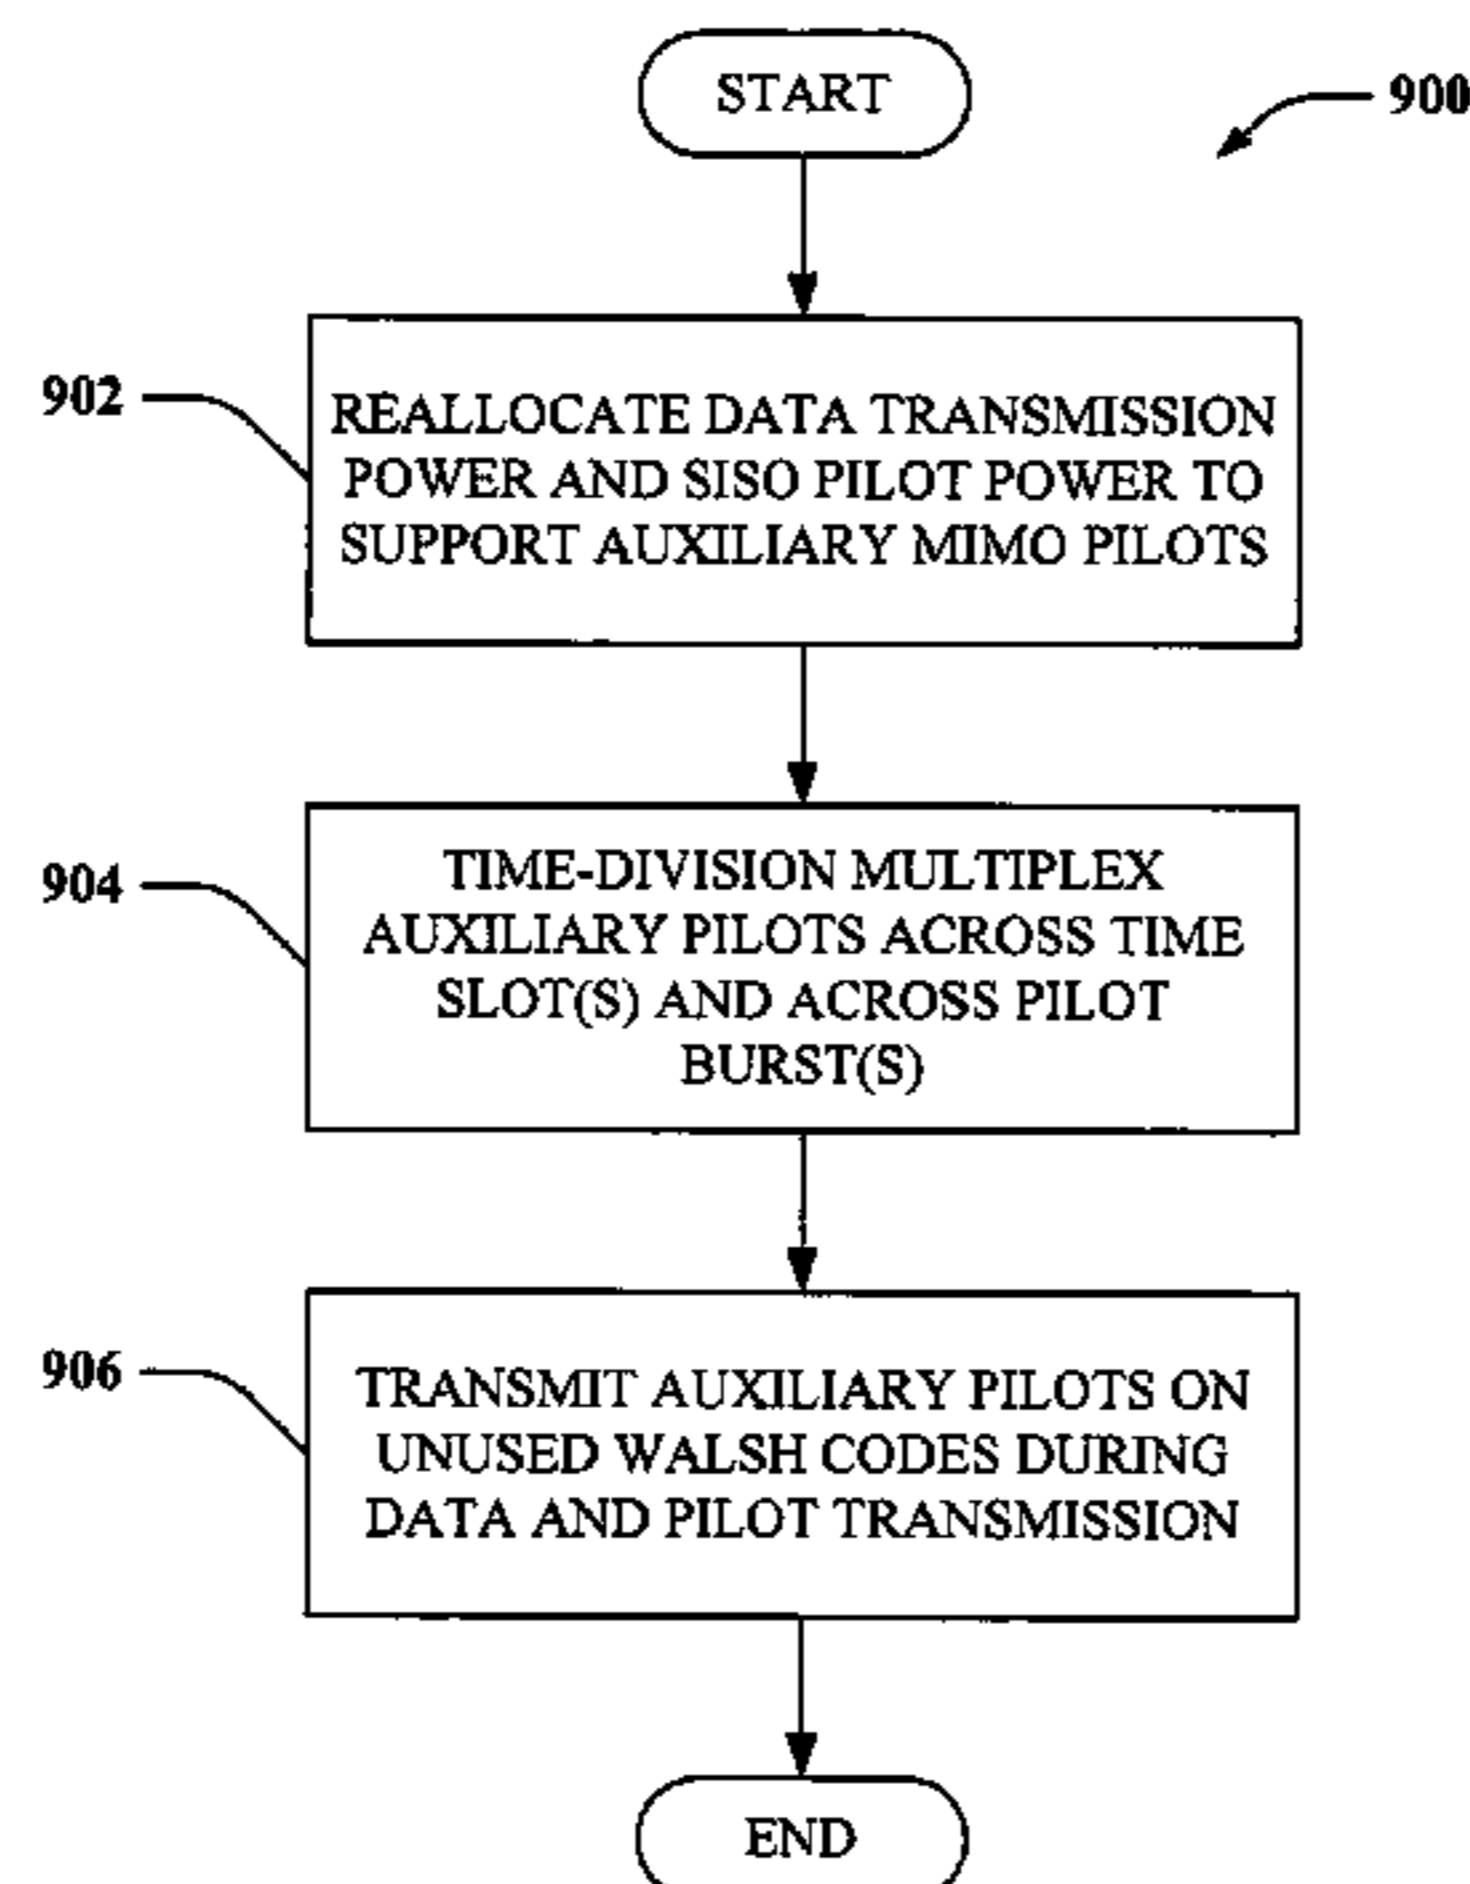 START
900
902
REALLOCATE DATA TRANSMISSION
POWER AND SISO PILOT POWER TO
SUPPORT AUXILIARY MIMO PILOTS
904
TIME-DIVISION MULTIPLEX
AUXILIARY PILOTS ACROSS TIME
SLOT(S) AND ACROSS PILOT
BURST(S)
906
TRANSMIT AUXILIARY PILOTS ON
UNUSED WALSH CODES DURING
DATA AND PILOT TRANSMISSION
END